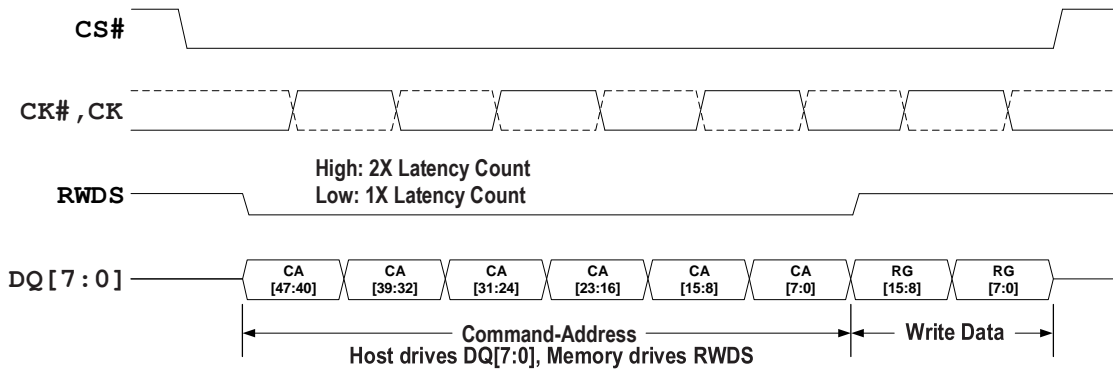 CS#
CK#,CK
High: 2X Latency Count
Low: 1X Latency Count
RWDS
DQ[7:0]
CA CA CA CA CA CA RG RG
[47:40] [39:32] [31:24] [23:16] [15:8] [7:0] [15:8] [7:0]
Command-Address Write Data
Host drives DQ[7:0], Memory drives RWDS